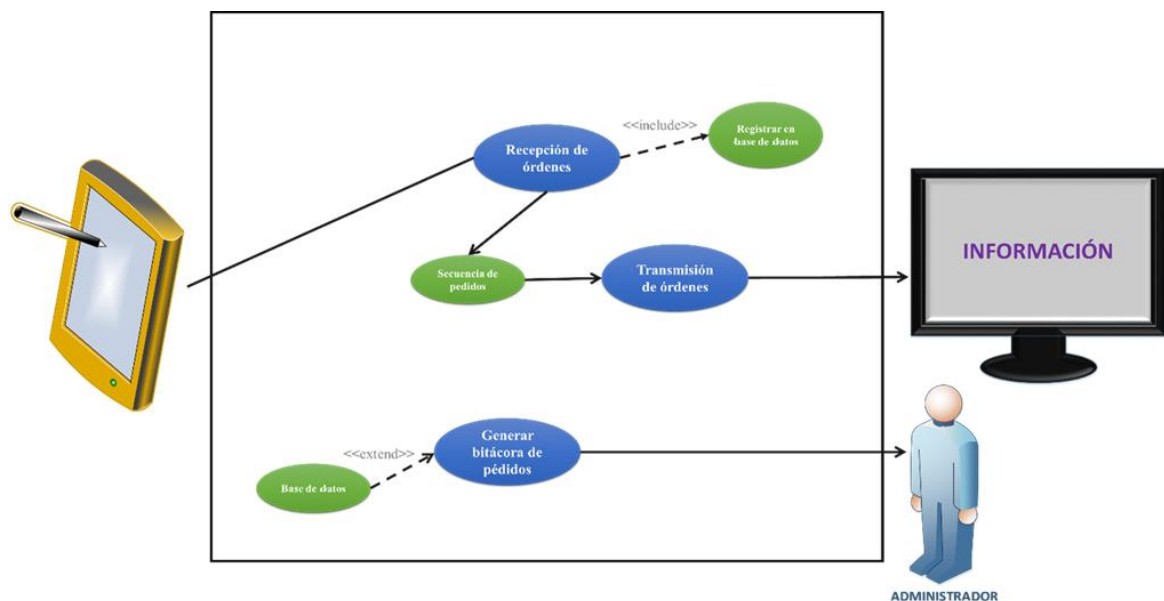 <<include>>
Registrar en
base de datos
Recepción de
órdenes
INFORMACIÓN
Secuencia de
pedidos
Transmisión
de órdenes
Generar
bitácora de
pédidos
<<extend>>
Base de datos
ADMINISTRADOR